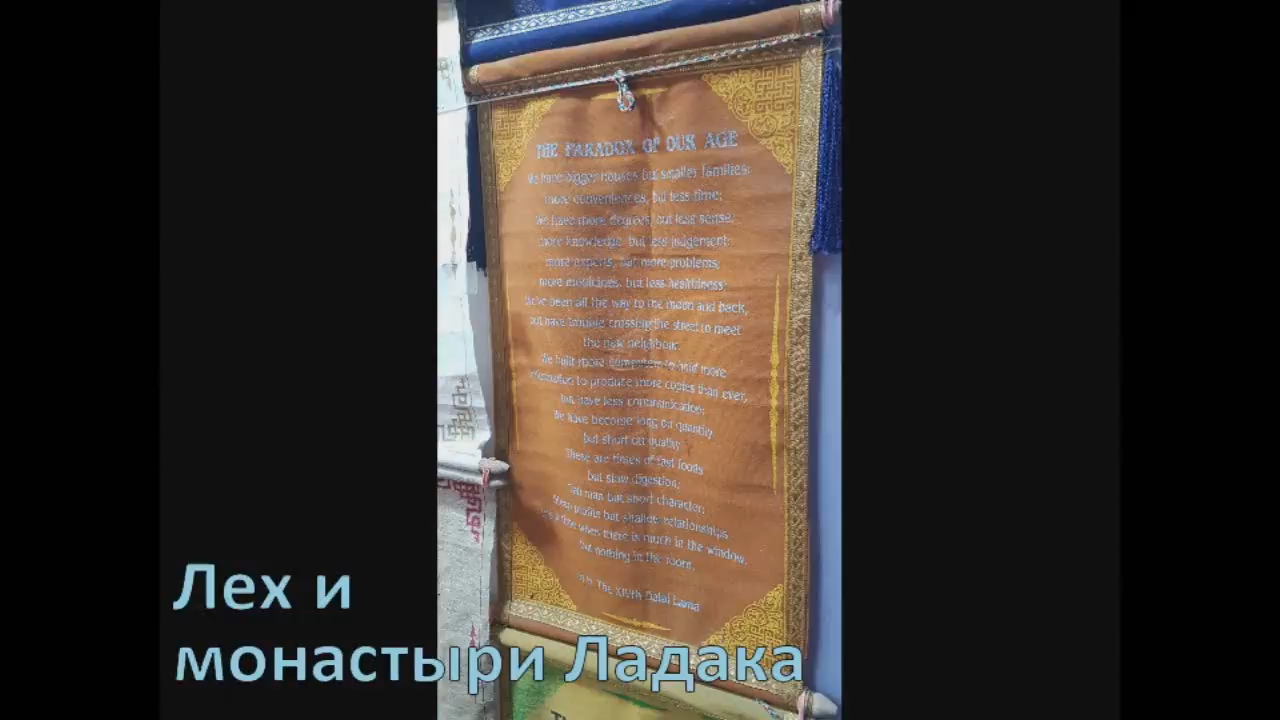 THE PARADOX OF OUR AGE
We have bigger houses but smaller families;
more conveniences, but less time;
We have more degrees, but less sense;
more knowledge, but less judgement;
more experts, but more problems;
more medicines, but less healthiness;
We've been all the way to the moon and back,
but have trouble crossing the street to meet
the new neighbour.
We built more computers to hold more
information to produce more copies than ever,
but have less communication;
We have become long on quantity,
but short on quality
These are times of fast foods
but slow digestion;
Tall man but short character;
Steep profits but shallow relationships
It's a time when there is much in the window,
but nothing in the room.
The XIVth Dalai Lama
Лех и
монастыри Ладака